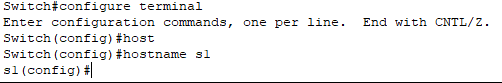 Switch#configure terminal
Enter configuration commands, one per line.  End with CNTL/Z.
Switch(config)#host
Switch(config)#hostname s1
s1(config)#